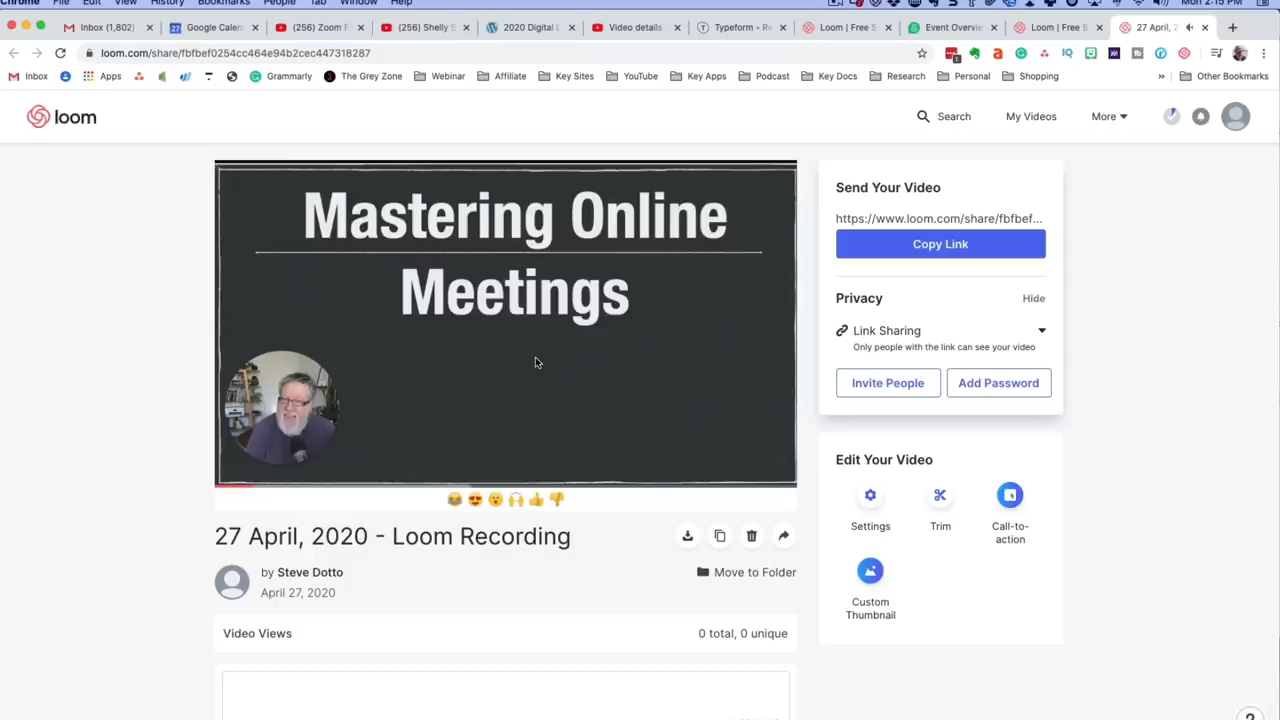 Chrome File Edit View History Bookmarks People Tab Window Help Mon 2:15 PM
Inbox (1,802) Google Calen (256) Zoom F (256) Shelly S 2020 Digital Video details Typeform - Re Loom | Free S Event Overvie Loom | Free S 27 April, 2
loom.com/share/fbfbef0254cc464e94b2cec447318287
Inbox Apps Grammarly The Grey Zone Webinar Affiliate Key Sites YouTube Key Apps Podcast Key Docs Research Personal Shopping » Other Bookmarks
loom Search My Videos More
Mastering Online
Meetings
Send Your Video
https://www.loom.com/share/fbfbef...
Copy Link
Privacy Hide
Link Sharing
Only people with the link can see your video
Invite People Add Password
27 April, 2020 - Loom Recording
by Steve Dotto
April 27, 2020
Move to Folder
Video Views 0 total, 0 unique
Edit Your Video
Settings Trim Call-to-
action
Custom
Thumbnail